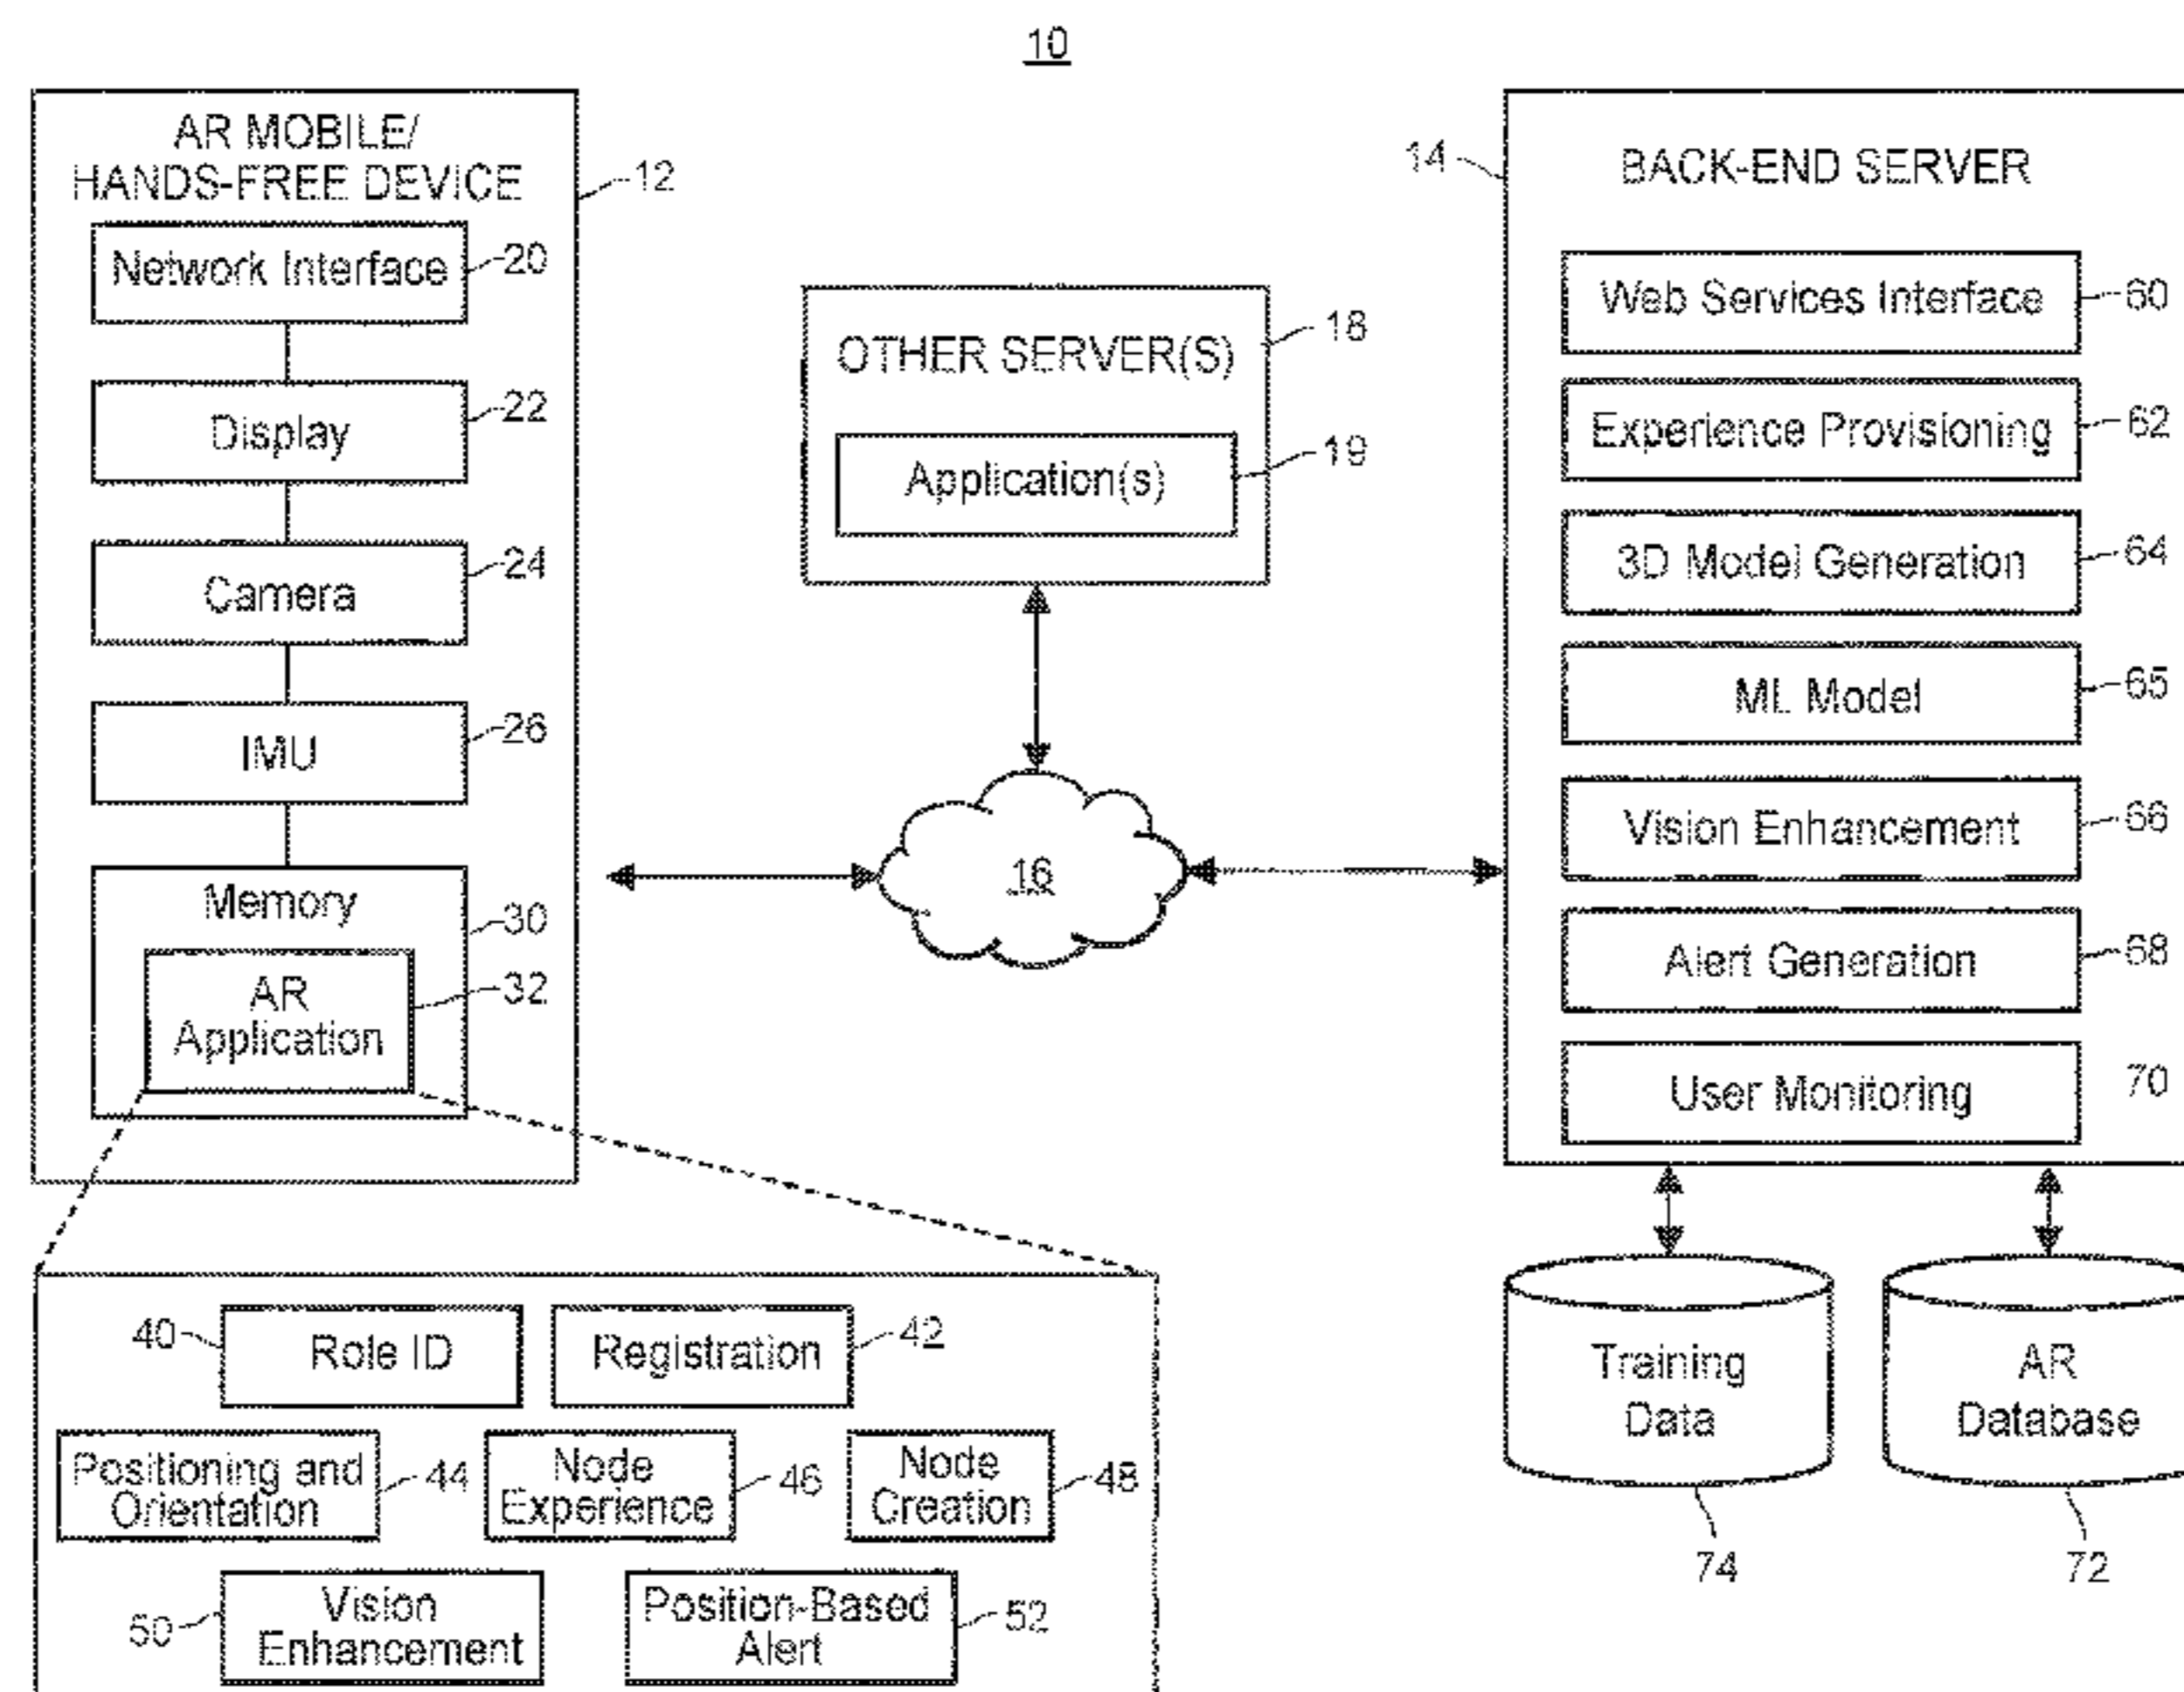 10
AR MOBILE/
HANDS-FREE DEVICE
12
Network Interface
20
Display
22
Camera
24
IMU
26
Memory
30
AR
Application
32
OTHER SERVER(S)
18
Application(s)
19
16
14
BACK-END SERVER
Web Services Interface
60
Experience Provisioning
62
3D Model Generation
64
ML Model
65
Vision Enhancement
66
Alert Generation
68
User Monitoring
70
40
Role ID
Registration
42
Positioning and
Orientation
44
Node
Experience
46
Node
Creation
48
50
Vision
Enhancement
Position-Based
Alert
52
Training
Data
74
AR
Database
72